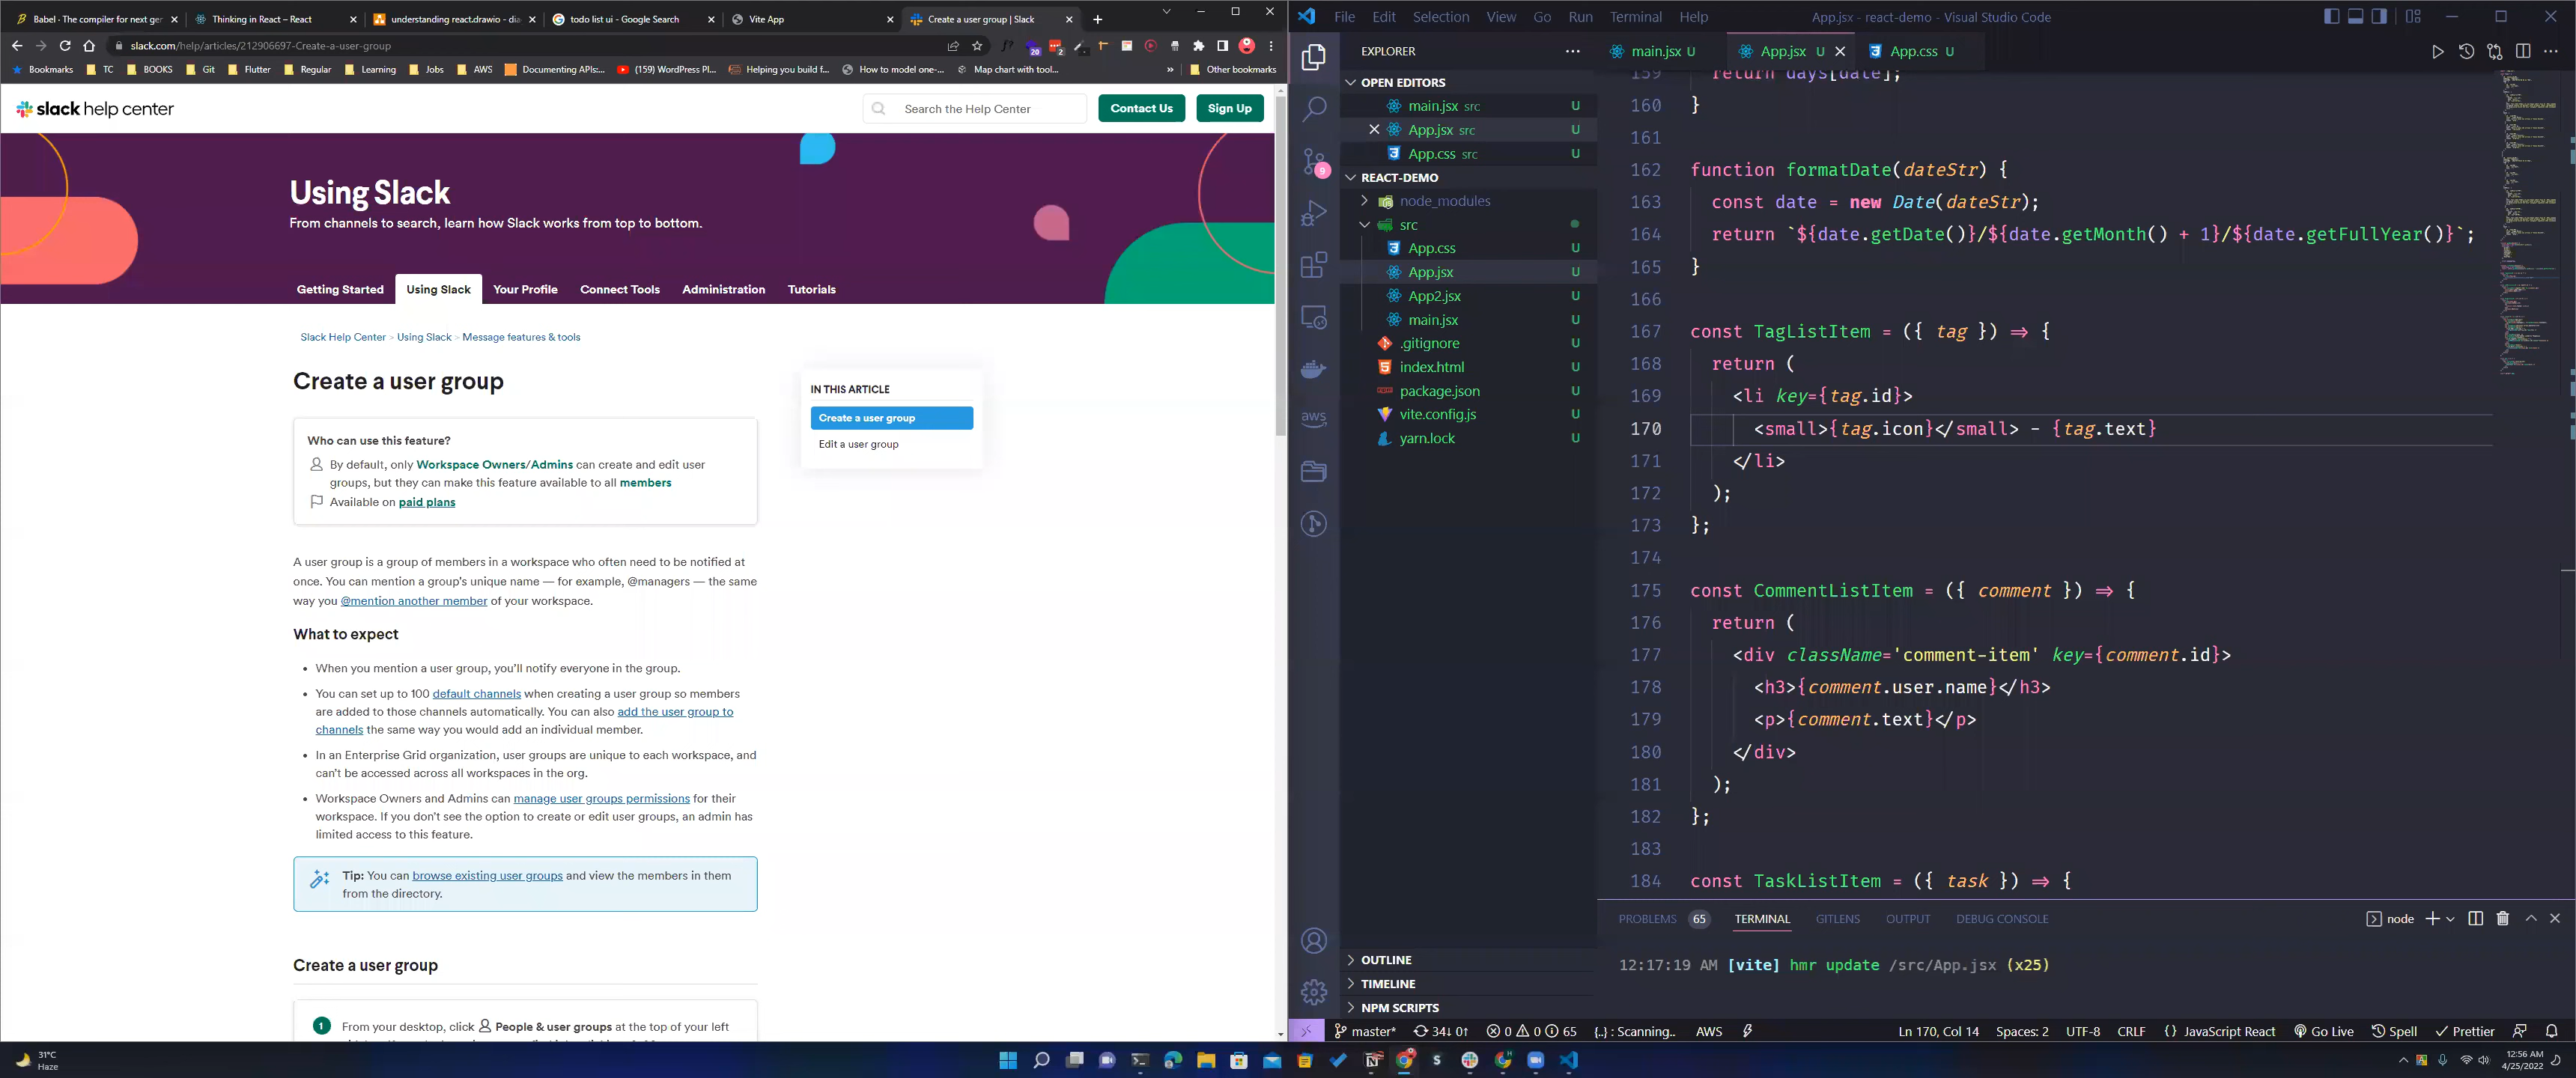 Babel · The compiler for next ger
Thinking in React – React
understanding react.drawio - dia
todo list ui - Google Search
Vite App
Create a user group | Slack
slack.com/help/articles/212906697-Create-a-user-group
Bookmarks
TC
BOOKS
Git
Flutter
Regular
Learning
Jobs
AWS
Documenting APIs:...
(159) WordPress Pl...
Helping you build f...
How to model one-...
Map chart with tool...
»
Other bookmarks
slack help center
Search the Help Center
Contact Us
Sign Up
Using Slack
From channels to search, learn how Slack works from top to bottom.
Getting Started
Using Slack
Your Profile
Connect Tools
Administration
Tutorials
Slack Help Center > Using Slack > Message features & tools
Create a user group
Who can use this feature?
By default, only Workspace Owners/Admins can create and edit user
groups, but they can make this feature available to all members
Available on paid plans
IN THIS ARTICLE
Create a user group
Edit a user group
A user group is a group of members in a workspace who often need to be notified at
once. You can mention a group's unique name — for example, @managers — the same
way you @mention another member of your workspace.
What to expect
• When you mention a user group, you'll notify everyone in the group.
• You can set up to 100 default channels when creating a user group so members
are added to those channels automatically. You can also add the user group to
channels the same way you would add an individual member.
• In an Enterprise Grid organization, user groups are unique to each workspace, and
can't be accessed across all workspaces in the org.
• Workspace Owners and Admins can manage user groups permissions for their
workspace. If you don't see the option to create or edit user groups, an admin has
limited access to this feature.
Tip: You can browse existing user groups and view the members in them
from the directory.
Create a user group
1 From your desktop, click People & user groups at the top of your left
File Edit Selection View Go Run Terminal Help
App.jsx - react-demo - Visual Studio Code
EXPLORER
main.jsx U
App.jsx U
App.css U
OPEN EDITORS
main.jsx src U
App.jsx src U
App.css src U
REACT-DEMO
node_modules
src
App.css U
App.jsx U
App2.jsx U
main.jsx U
.gitignore U
index.html U
package.json U
vite.config.js U
yarn.lock U
9
aws
OUTLINE
TIMELINE
NPM SCRIPTS
159 return days[date];
160 }
161
162 function formatDate(dateStr) {
163 const date = new Date(dateStr);
164 return `${date.getDate()}/${date.getMonth() + 1}/${date.getFullYear()}`;
165 }
166
167 const TagListItem = ({ tag }) => {
168 return (
169 <li key={tag.id}>
170 <small>{tag.icon}</small> - {tag.text}
171 </li>
172 );
173 };
174
175 const CommentListItem = ({ comment }) => {
176 return (
177 <div className='comment-item' key={comment.id}>
178 <h3>{comment.user.name}</h3>
179 <p>{comment.text}</p>
180 </div>
181 );
182 };
183
184 const TaskListItem = ({ task }) => {
PROBLEMS 65 TERMINAL GITLENS OUTPUT DEBUG CONSOLE
node
12:17:19 AM [vite] hmr update /src/App.jsx (x25)
master* 34↓ 0↑ 0 0 65 {..} : Scanning.. AWS
Ln 170, Col 14 Spaces: 2 UTF-8 CRLF {} JavaScript React Go Live Spell Prettier
31°C
Haze
12:56 AM
4/25/2022